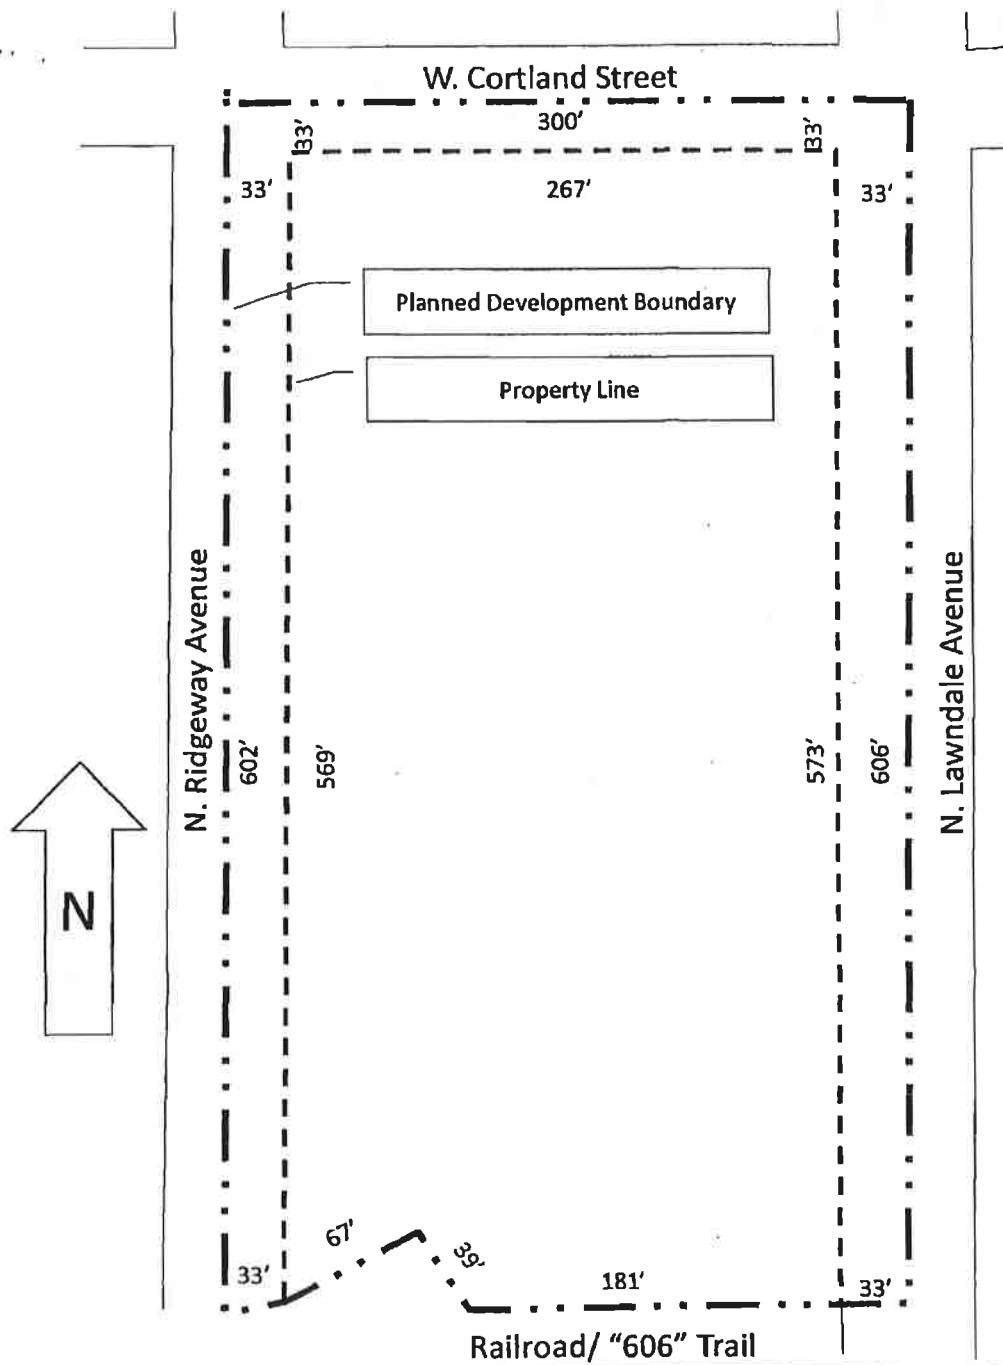 W. Cortland Street
300'
33'
33'
33'
267'
33'
Planned Development Boundary
Property Line
N. Ridgeway Avenue
602'
569'
573'
606'
N. Lawndale Avenue
N
67'
39'
33'
181'
33'
Railroad/ “606” Trail